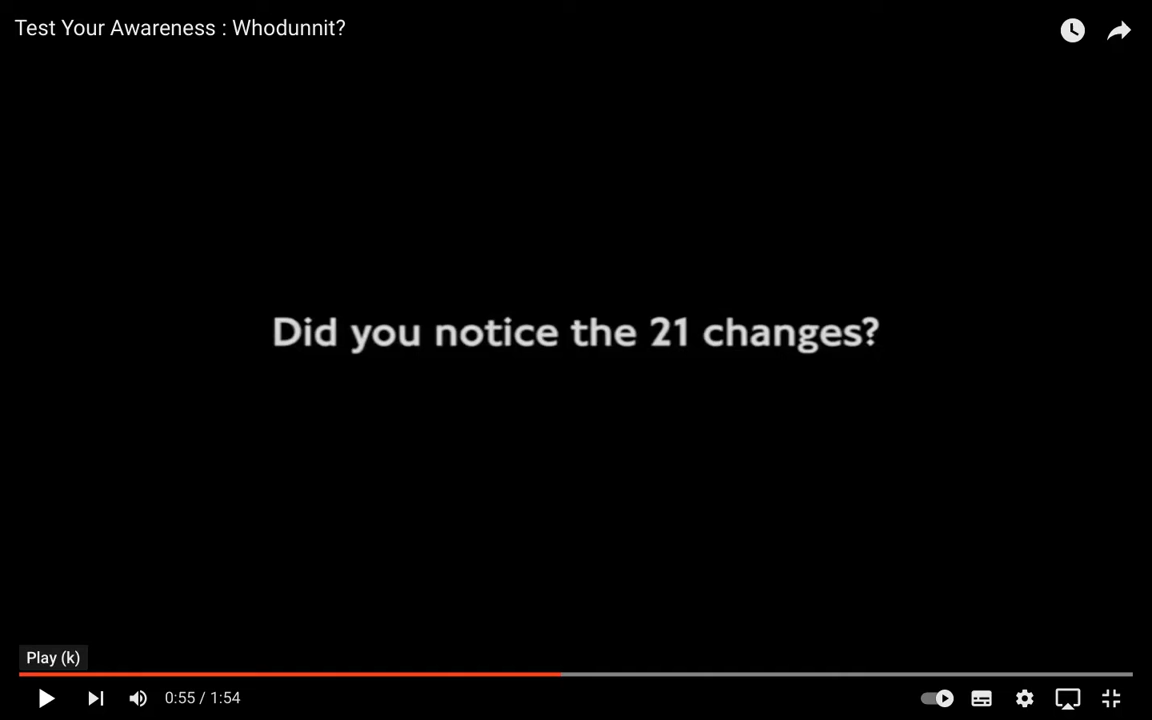 Test Your Awareness : Whodunnit?
Did you notice the 21 changes?
Play (k)
0:55 / 1:54